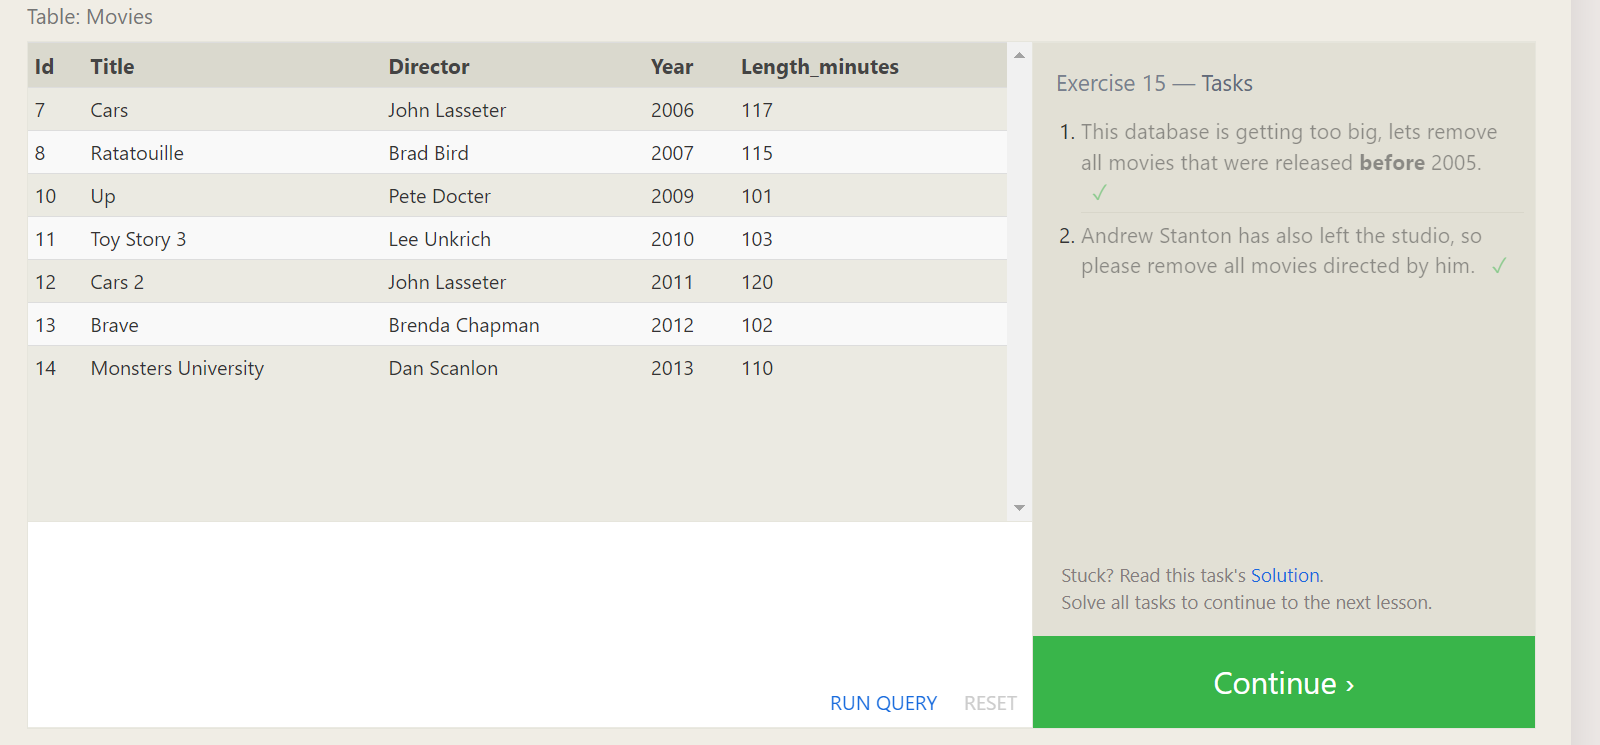 Table: Movies
Id Title Director Year Length_minutes
7 Cars John Lasseter 2006 117
8 Ratatouille Brad Bird 2007 115
10 Up Pete Docter 2009 101
11 Toy Story 3 Lee Unkrich 2010 103
12 Cars 2 John Lasseter 2011 120
13 Brave Brenda Chapman 2012 102
14 Monsters University Dan Scanlon 2013 110
RUN QUERY RESET
Exercise 15 — Tasks
1. This database is getting too big, lets remove
all movies that were released before 2005.
✓
2. Andrew Stanton has also left the studio, so
please remove all movies directed by him. ✓
Stuck? Read this task's Solution.
Solve all tasks to continue to the next lesson.
Continue ›